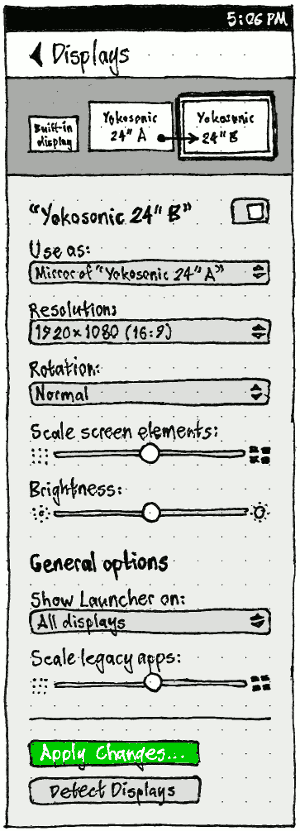 5:06 PM
Displays
Built-in
display
Yokosonic
24" A
Yokosonic
24" B
"Yokosonic 24" B"
Use as:
Mirror of "Yokosonic 24" A"
Resolution:
1920×1080 (16:9)
Rotation:
Normal
Scale screen elements:
Brightness:
General options
Show Launcher on:
All displays
Scale legacy apps:
Apply Changes...
Detect Displays